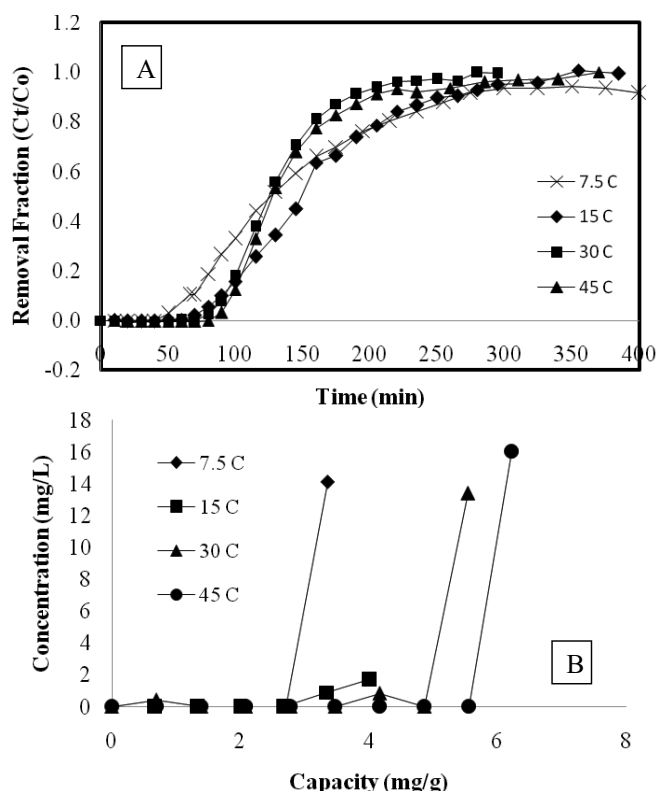 A
1.2
1.0
0.8
0.6
0.4
0.2
0.0
-0.2
0 50 100 150 200 250 300 350 400
Removal Fraction (Ct/Co)
Time (min)
7.5 C
15 C
30 C
45 C
18
16
14
12
10
8
6
4
2
0
0 2 4 6 8
Concentration (mg/L)
Capacity (mg/g)
7.5 C
15 C
30 C
45 C
B